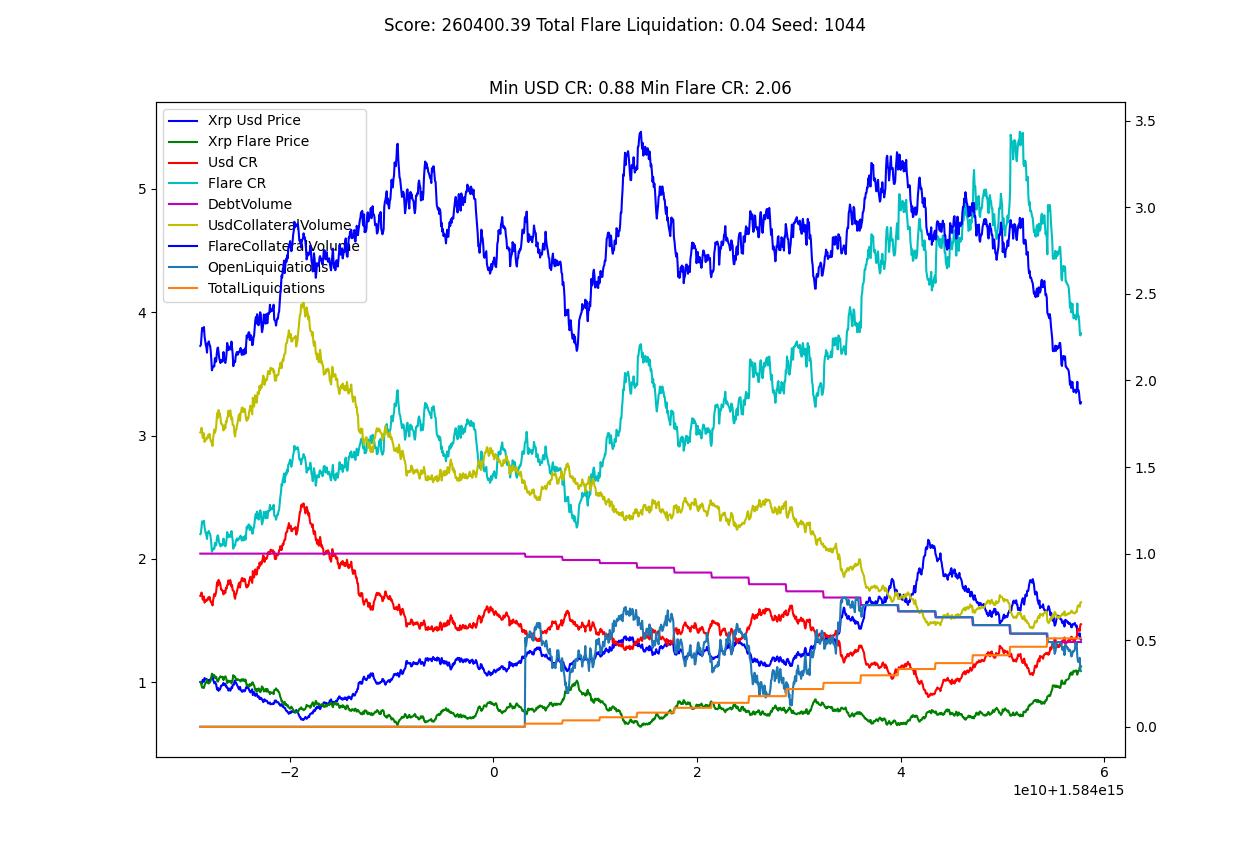 Score: 260400.39 Total Flare Liquidation: 0.04 Seed: 1044
Min USD CR: 0.88 Min Flare CR: 2.06
Xrp Usd Price
Xrp Flare Price
Usd CR
Flare CR
DebtVolume
UsdCollateralVolume
FlareCollateralVolume
OpenLiquidations
TotalLiquidations
5
4
3
2
1
3.5
3.0
2.5
2.0
1.5
1.0
0.5
0.0
−2
0
2
4
6
1e10+1.584e15